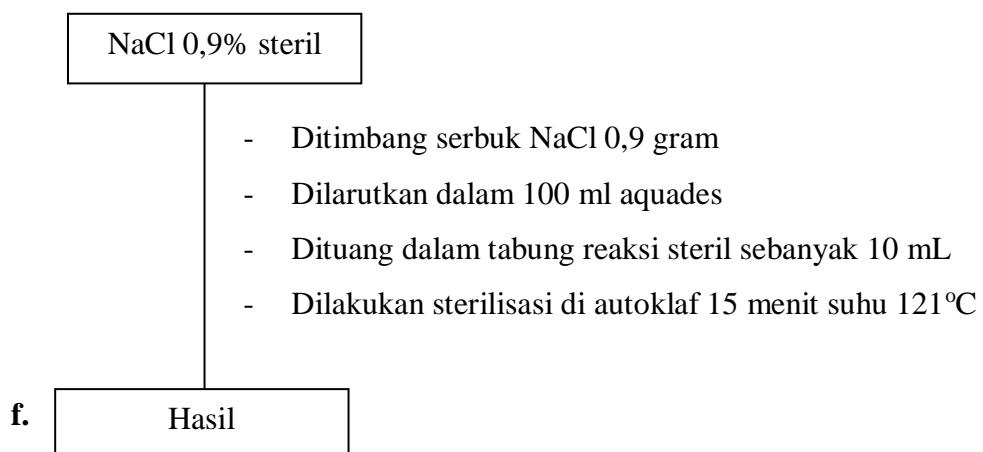 NaCl 0,9% steril
- Ditimbang serbuk NaCl 0,9 gram
- Dilarutkan dalam 100 ml aquades
- Dituang dalam tabung reaksi steril sebanyak 10 mL
- Dilakukan sterilisasi di autoklaf 15 menit suhu 121°C
f. Hasil